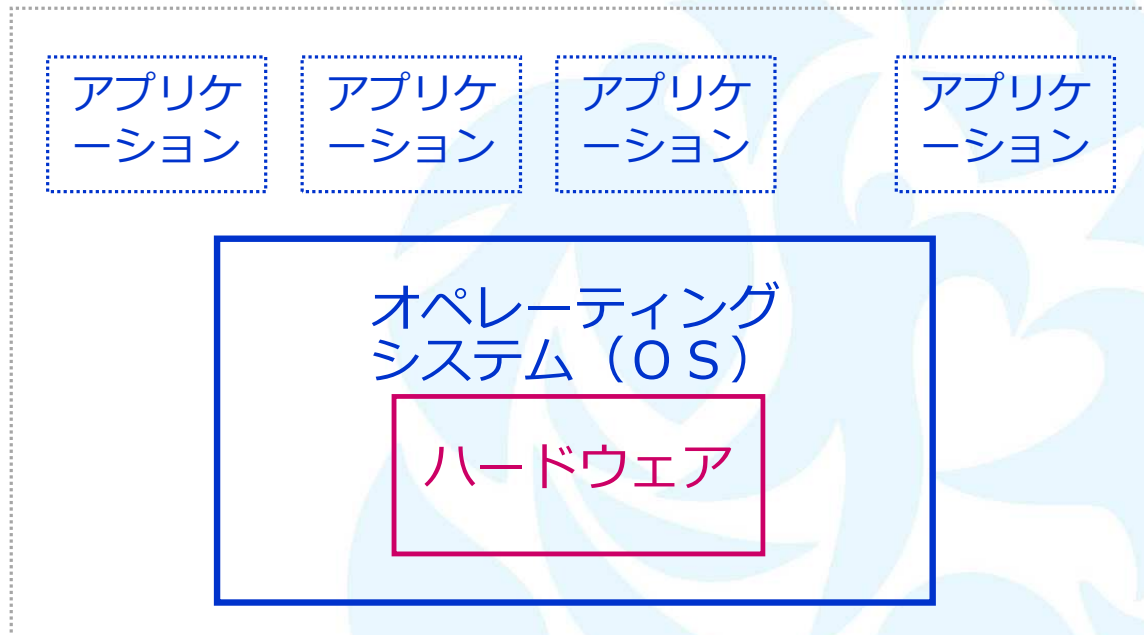 アプリケ
ーション
アプリケ
ーション
アプリケ
ーション
アプリケ
ーション
オペレーティング
システム（ＯＳ）
ハードウェア